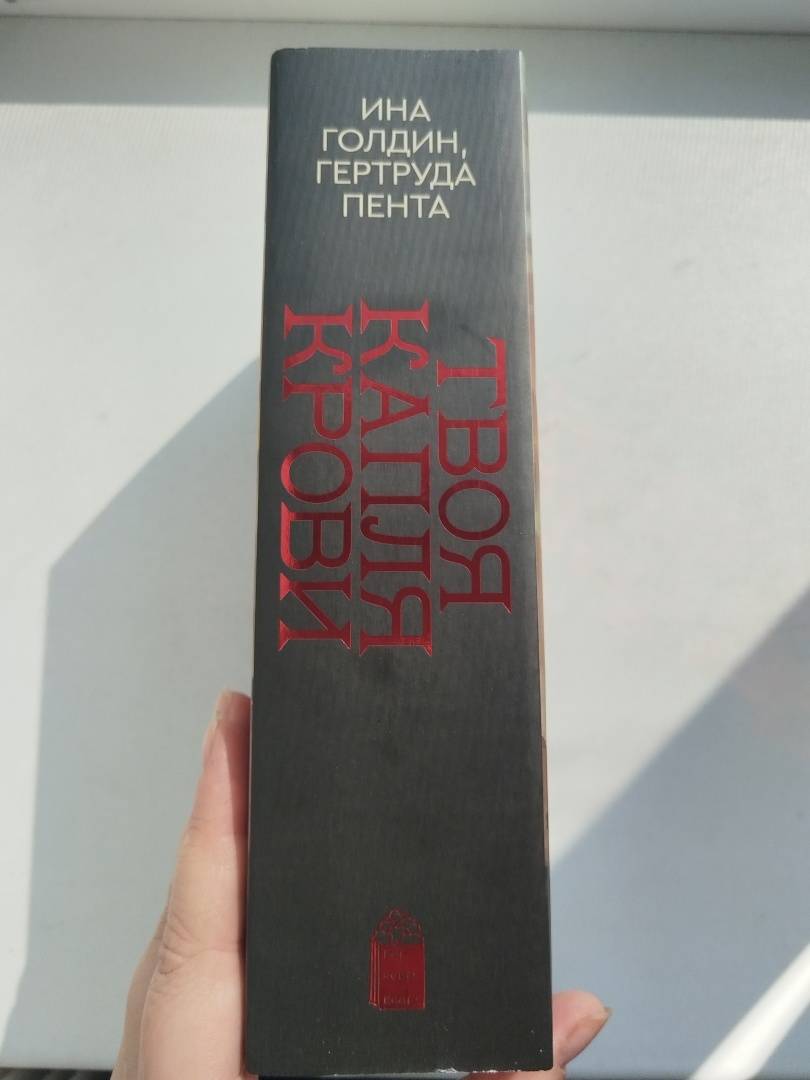 ИНА
ГОЛДИН,
ГЕРТРУДА
ПЕНТА
ТВОЯ
КАПЛЯ
КРОВИ